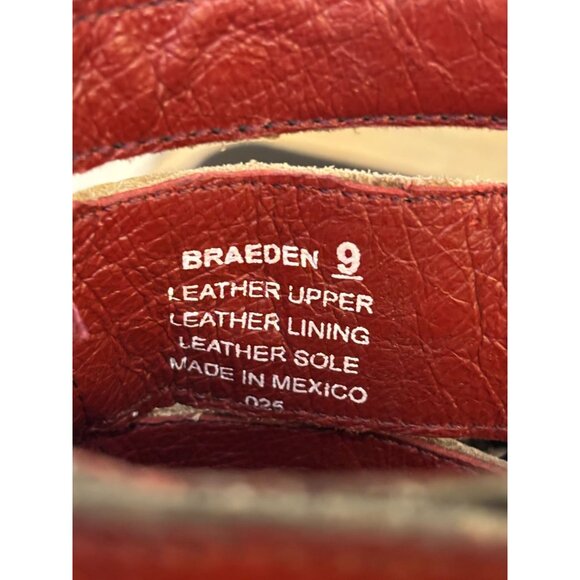 BRAEDEN 9
LEATHER UPPER
LEATHER LINING
LEATHER SOLE
MADE IN MEXICO
025